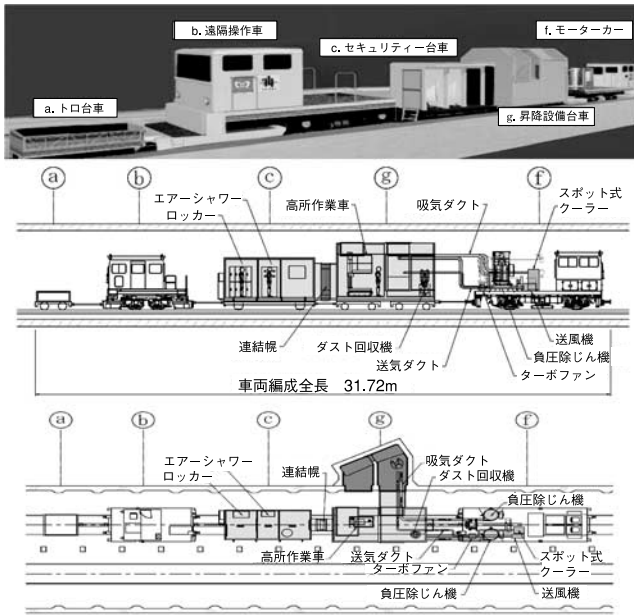 b. 遠隔操作車
f. モーターカー
c. セキュリティー台車
a. トロ台車
g. 昇降設備台車
a
b
c
g
f
エアーシャワー
ロッカー
高所作業車
吸気ダクト
スポット式
クーラー
連結幌
ダスト回収機
送気ダクト
送風機
負圧除じん機
ターボファン
車両編成全長 31.72m
a
b
c
g
f
エアーシャワー
ロッカー
連結幌
吸気ダクト
ダスト回収機
負圧除じん機
高所作業車
送気ダクト
ターボファン
負圧除じん機
スポット式
クーラー
送風機